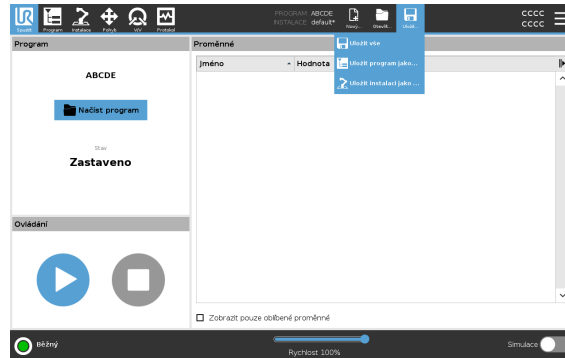 UR
Spustit
Program
Instalace
Pohyb
V/V
Protokol
PROGRAM ABCDE
INSTALACE default*
Nový...
Otevřít...
Uložit...
CCCC
CCCC
Uložit vše
Uložit program jako...
Uložit instalaci jako ...
Program
ABCDE
Načíst program
Stav
Zastaveno
Ovládání
Proměnné
Jméno
Hodnota
Zobrazit pouze oblíbené proměnné
Běžný
Rychlost 100%
Simulace